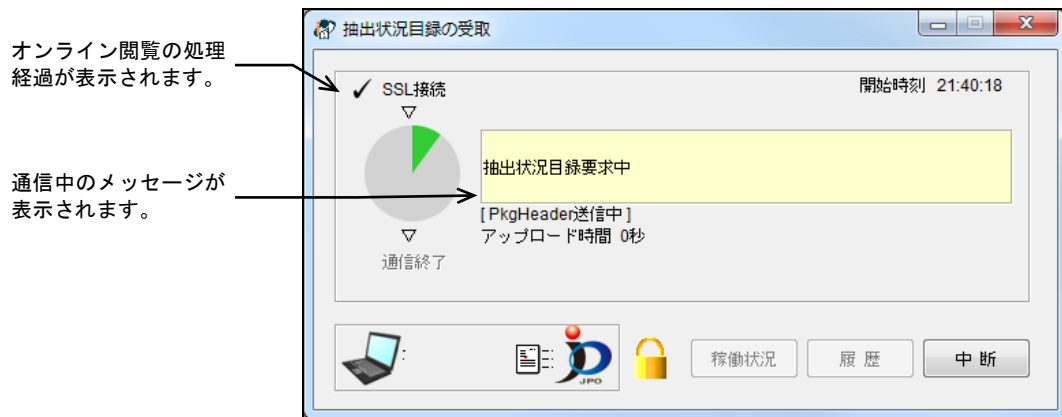 オンライン閲覧の処理
経過が表示されます。
通信中のメッセージが
表示されます。
抽出状況目録の受取
SSL接続
開始時刻 21:40:18
▽
抽出状況目録要求中
[ PkgHeader送信中 ]
アップロード時間 0秒
▽
通信終了
JPO
稼働状況
履 歴
中 断